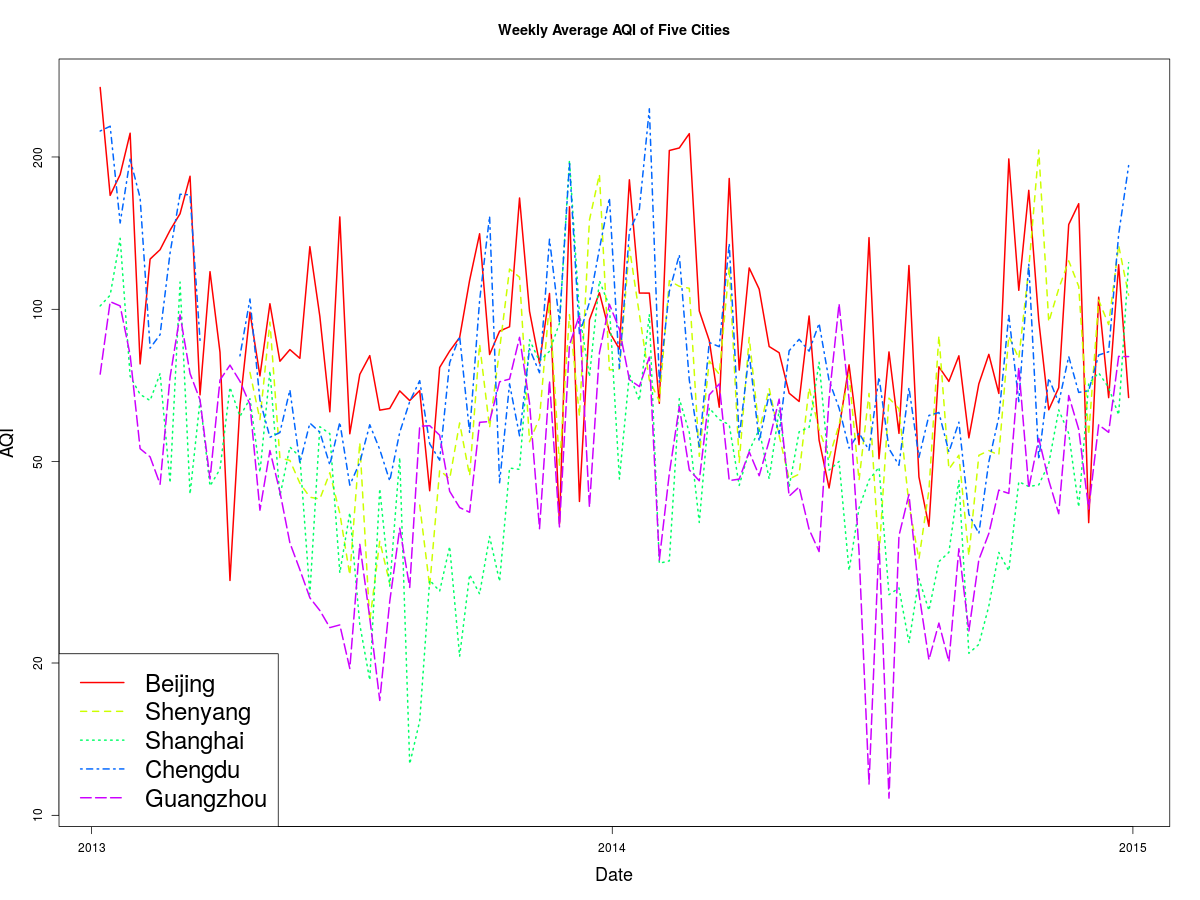 Weekly Average AQI of Five Cities
AQI
AQI
200
100
50
20
10
Beijing
Shenyang
Shanghai
Chengdu
Guangzhou
2013
2014
2015
Date